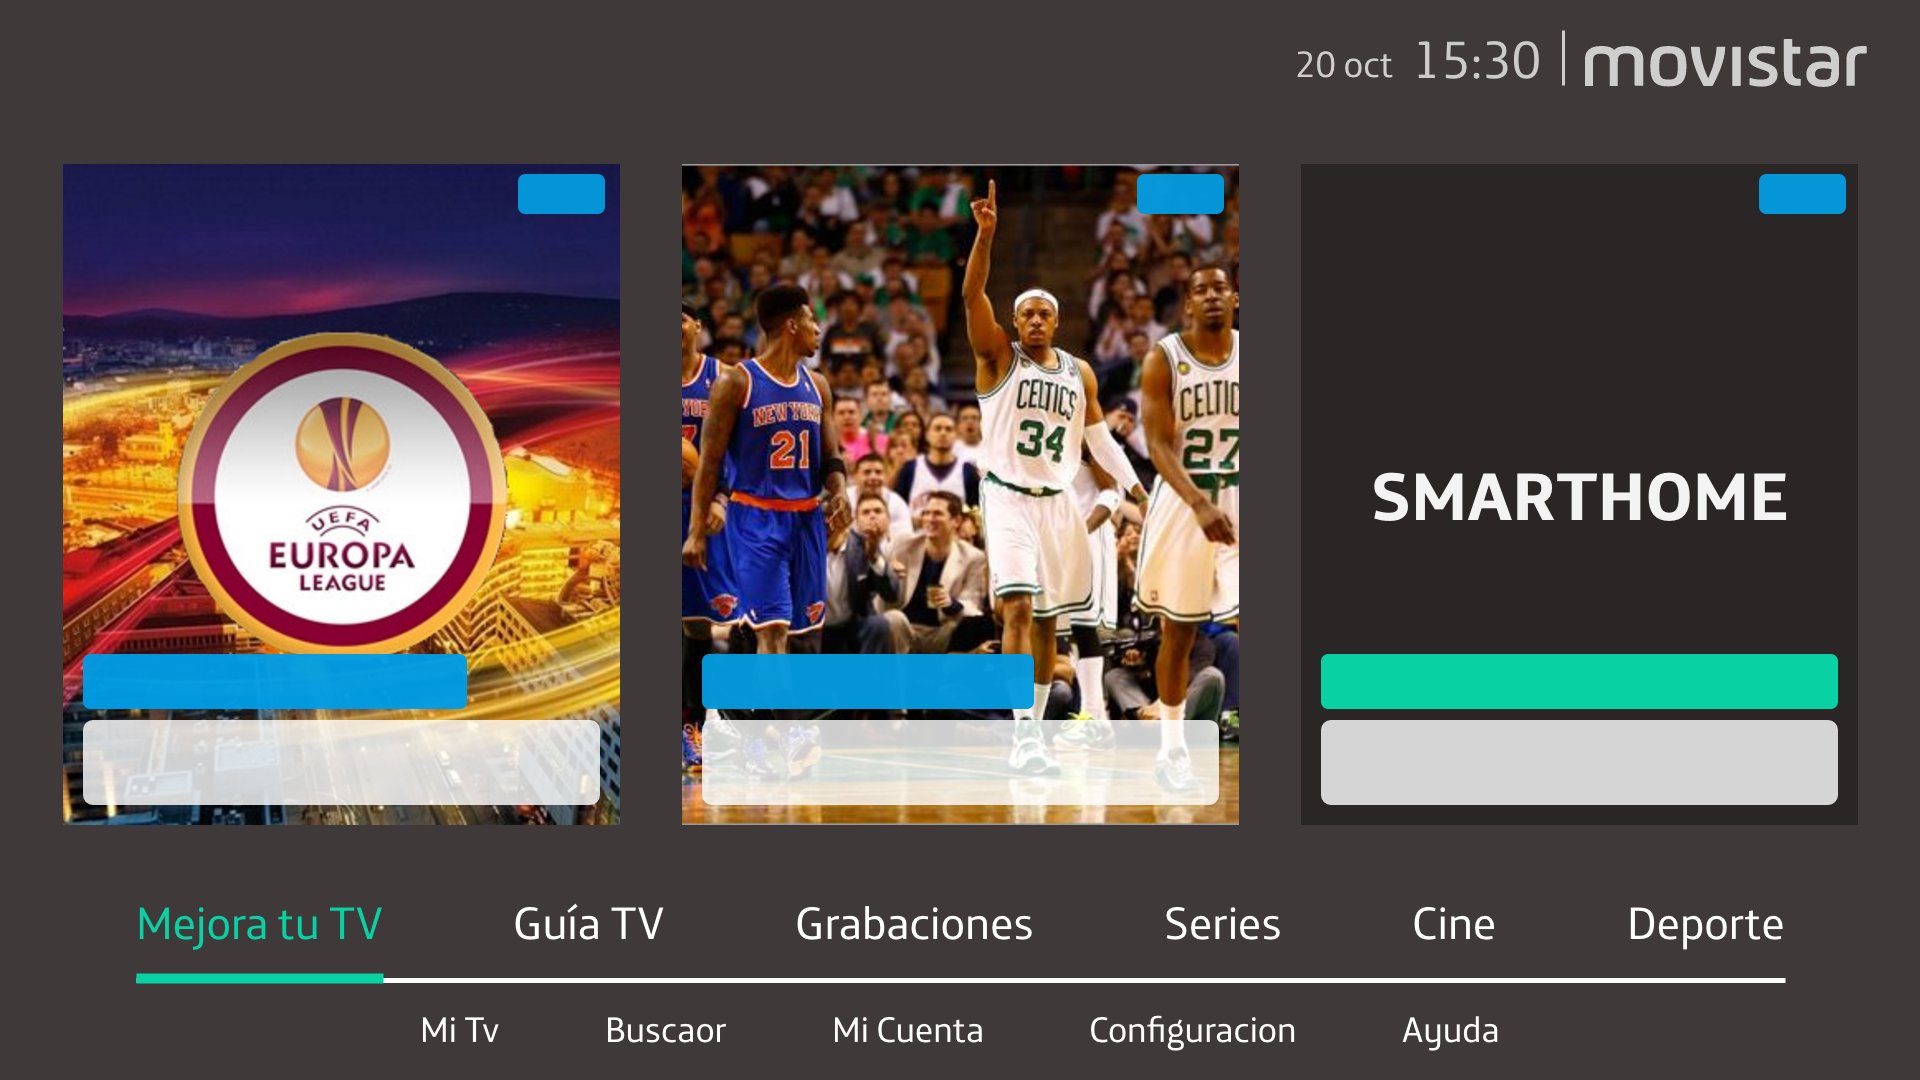 20 oct 15:30 movistar
UEFA
EUROPA
LEAGUE
NEW YORK
21
CELTICS
34
CELTIC
27
SMARTHOME
Mejora tu TV Guía TV Grabaciones Series Cine Deporte
Mi Tv Buscaor Mi Cuenta Configuracion Ayuda